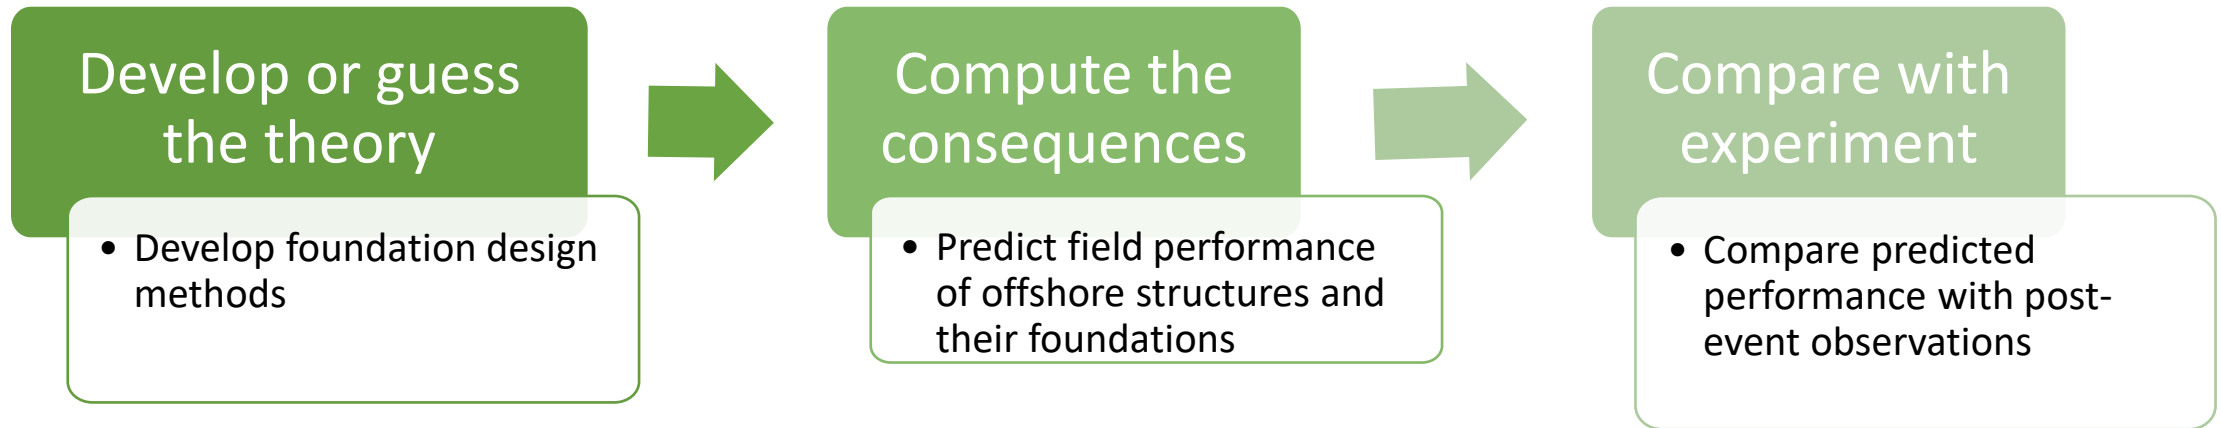 Develop or guess
the theory
• Develop foundation design
methods
Compute the
consequences
• Predict field performance
of offshore structures and
their foundations
Compare with
experiment
• Compare predicted
performance with post-
event observations